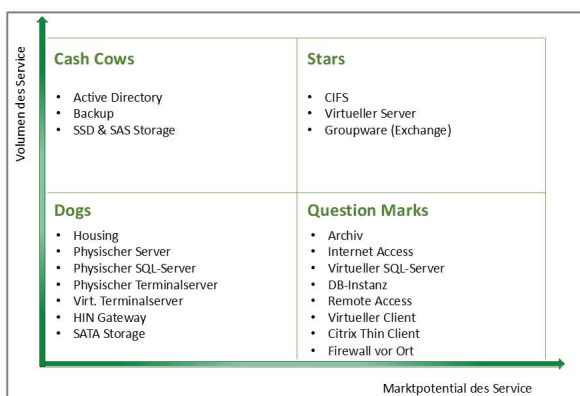 Volumen des Service
Cash Cows
• Active Directory
• Backup
• SSD & SAS Storage
Stars
• CIFS
• Virtueller Server
• Groupware (Exchange)
Dogs
• Housing
• Physischer Server
• Physischer SQL-Server
• Physischer Terminalserver
• Virt. Terminalserver
• HIN Gateway
• SATA Storage
Question Marks
• Archiv
• Internet Access
• Virtueller SQL-Server
• DB-Instanz
• Remote Access
• Virtueller Client
• Citrix Thin Client
• Firewall vor Ort
Marktpotential des Service